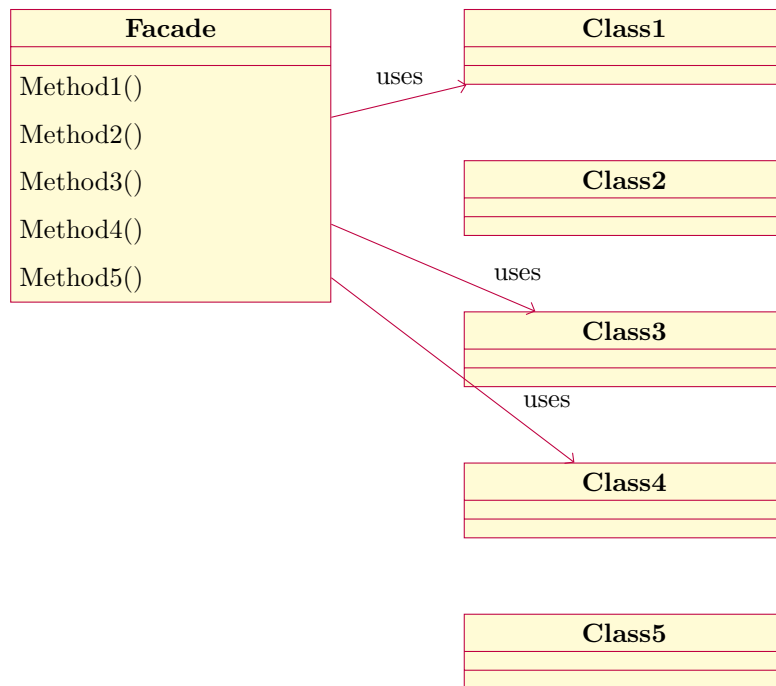 Facade
Method1()
Method2()
Method3()
Method4()
Method5()
uses
uses
uses
Class1
Class2
Class3
Class4
Class5